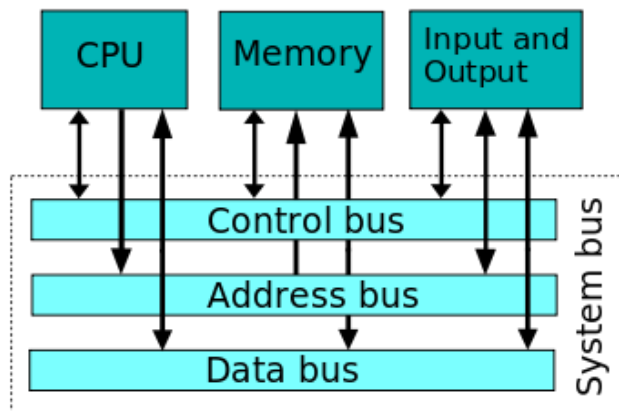 CPU
Memory
Input and
Output
Control bus
Address bus
Data bus
System bus